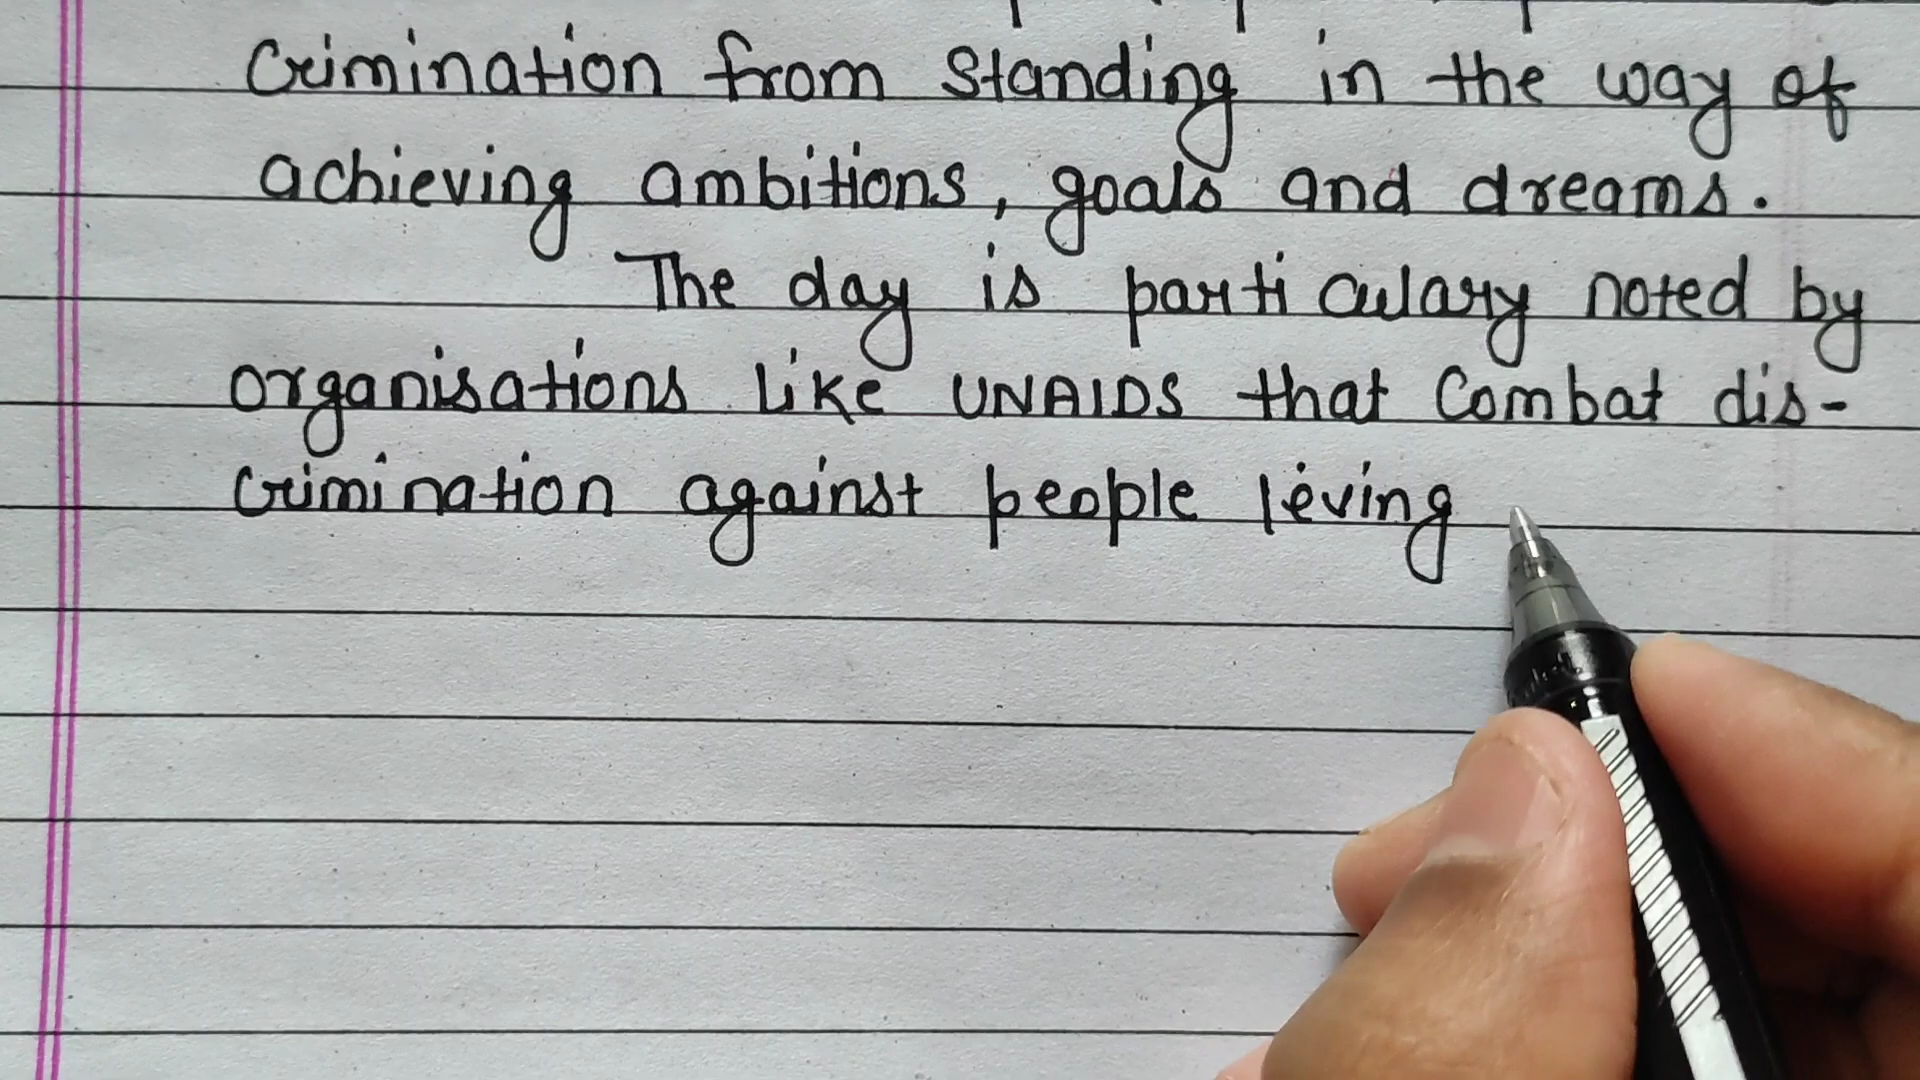 crimination from standing in the way of
achieving ambitions, goals and dreams.
The day is particulary noted by
organisations like UNAIDS that combat dis-
crimination against people leving